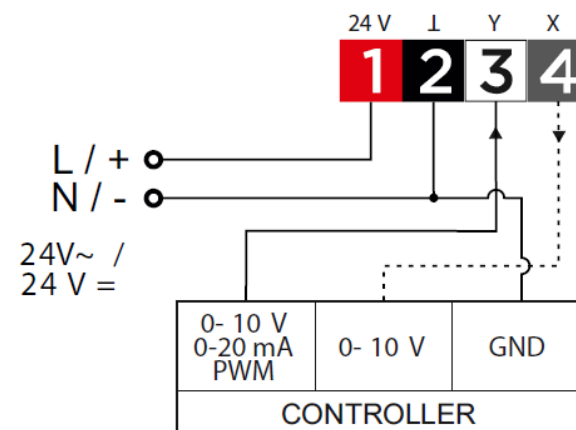 24 V ⊥ Y X
1 2 3 4
L / +
N / -
24V~ /
24 V =
0- 10 V
0-20 mA
PWM
0- 10 V
GND
CONTROLLER